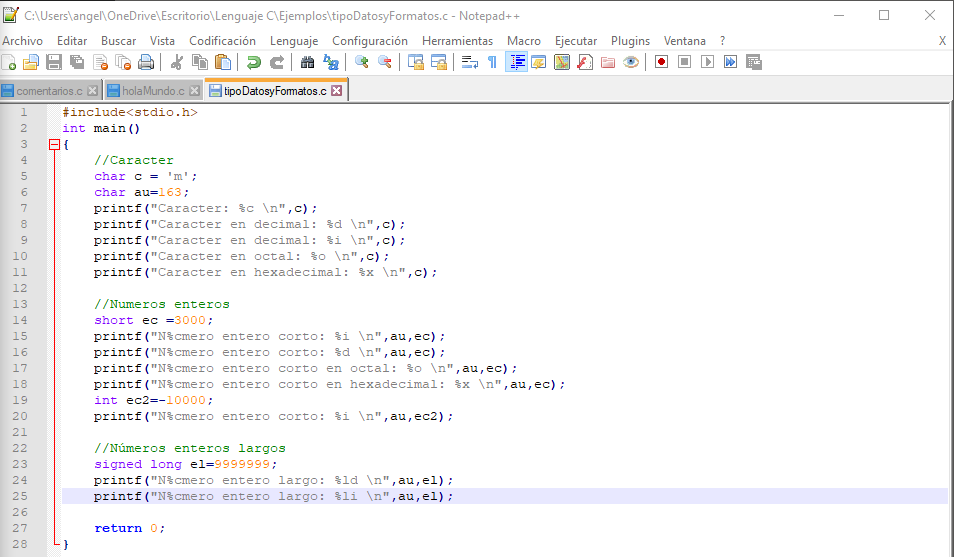 C:\Users\angel\OneDrive\Escritorio\Lenguaje C\Ejemplos\tipoDatosyFormatos.c - Notepad++
Archivo Editar Buscar Vista Codificación Lenguaje Configuración Herramientas Macro Ejecutar Plugins Ventana ? X
comentarios.c holaMundo.c tipoDatosyFormatos.c
1 #include<stdio.h>
2 int main()
3 {
4 //Caracter
5 char c = 'm';
6 char au=163;
7 printf("Caracter: %c \n",c);
8 printf("Caracter en decimal: %d \n",c);
9 printf("Caracter en decimal: %i \n",c);
10 printf("Caracter en octal: %o \n",c);
11 printf("Caracter en hexadecimal: %x \n",c);
12
13 //Numeros enteros
14 short ec =3000;
15 printf("N%cmero entero corto: %i \n",au,ec);
16 printf("N%cmero entero corto: %d \n",au,ec);
17 printf("N%cmero entero corto en octal: %o \n",au,ec);
18 printf("N%cmero entero corto en hexadecimal: %x \n",au,ec);
19 int ec2=-10000;
20 printf("N%cmero entero corto: %i \n",au,ec2);
21
22 //Números enteros largos
23 signed long el=9999999;
24 printf("N%cmero entero largo: %ld \n",au,el);
25 printf("N%cmero entero largo: %li \n",au,el);
26
27 return 0;
28 }